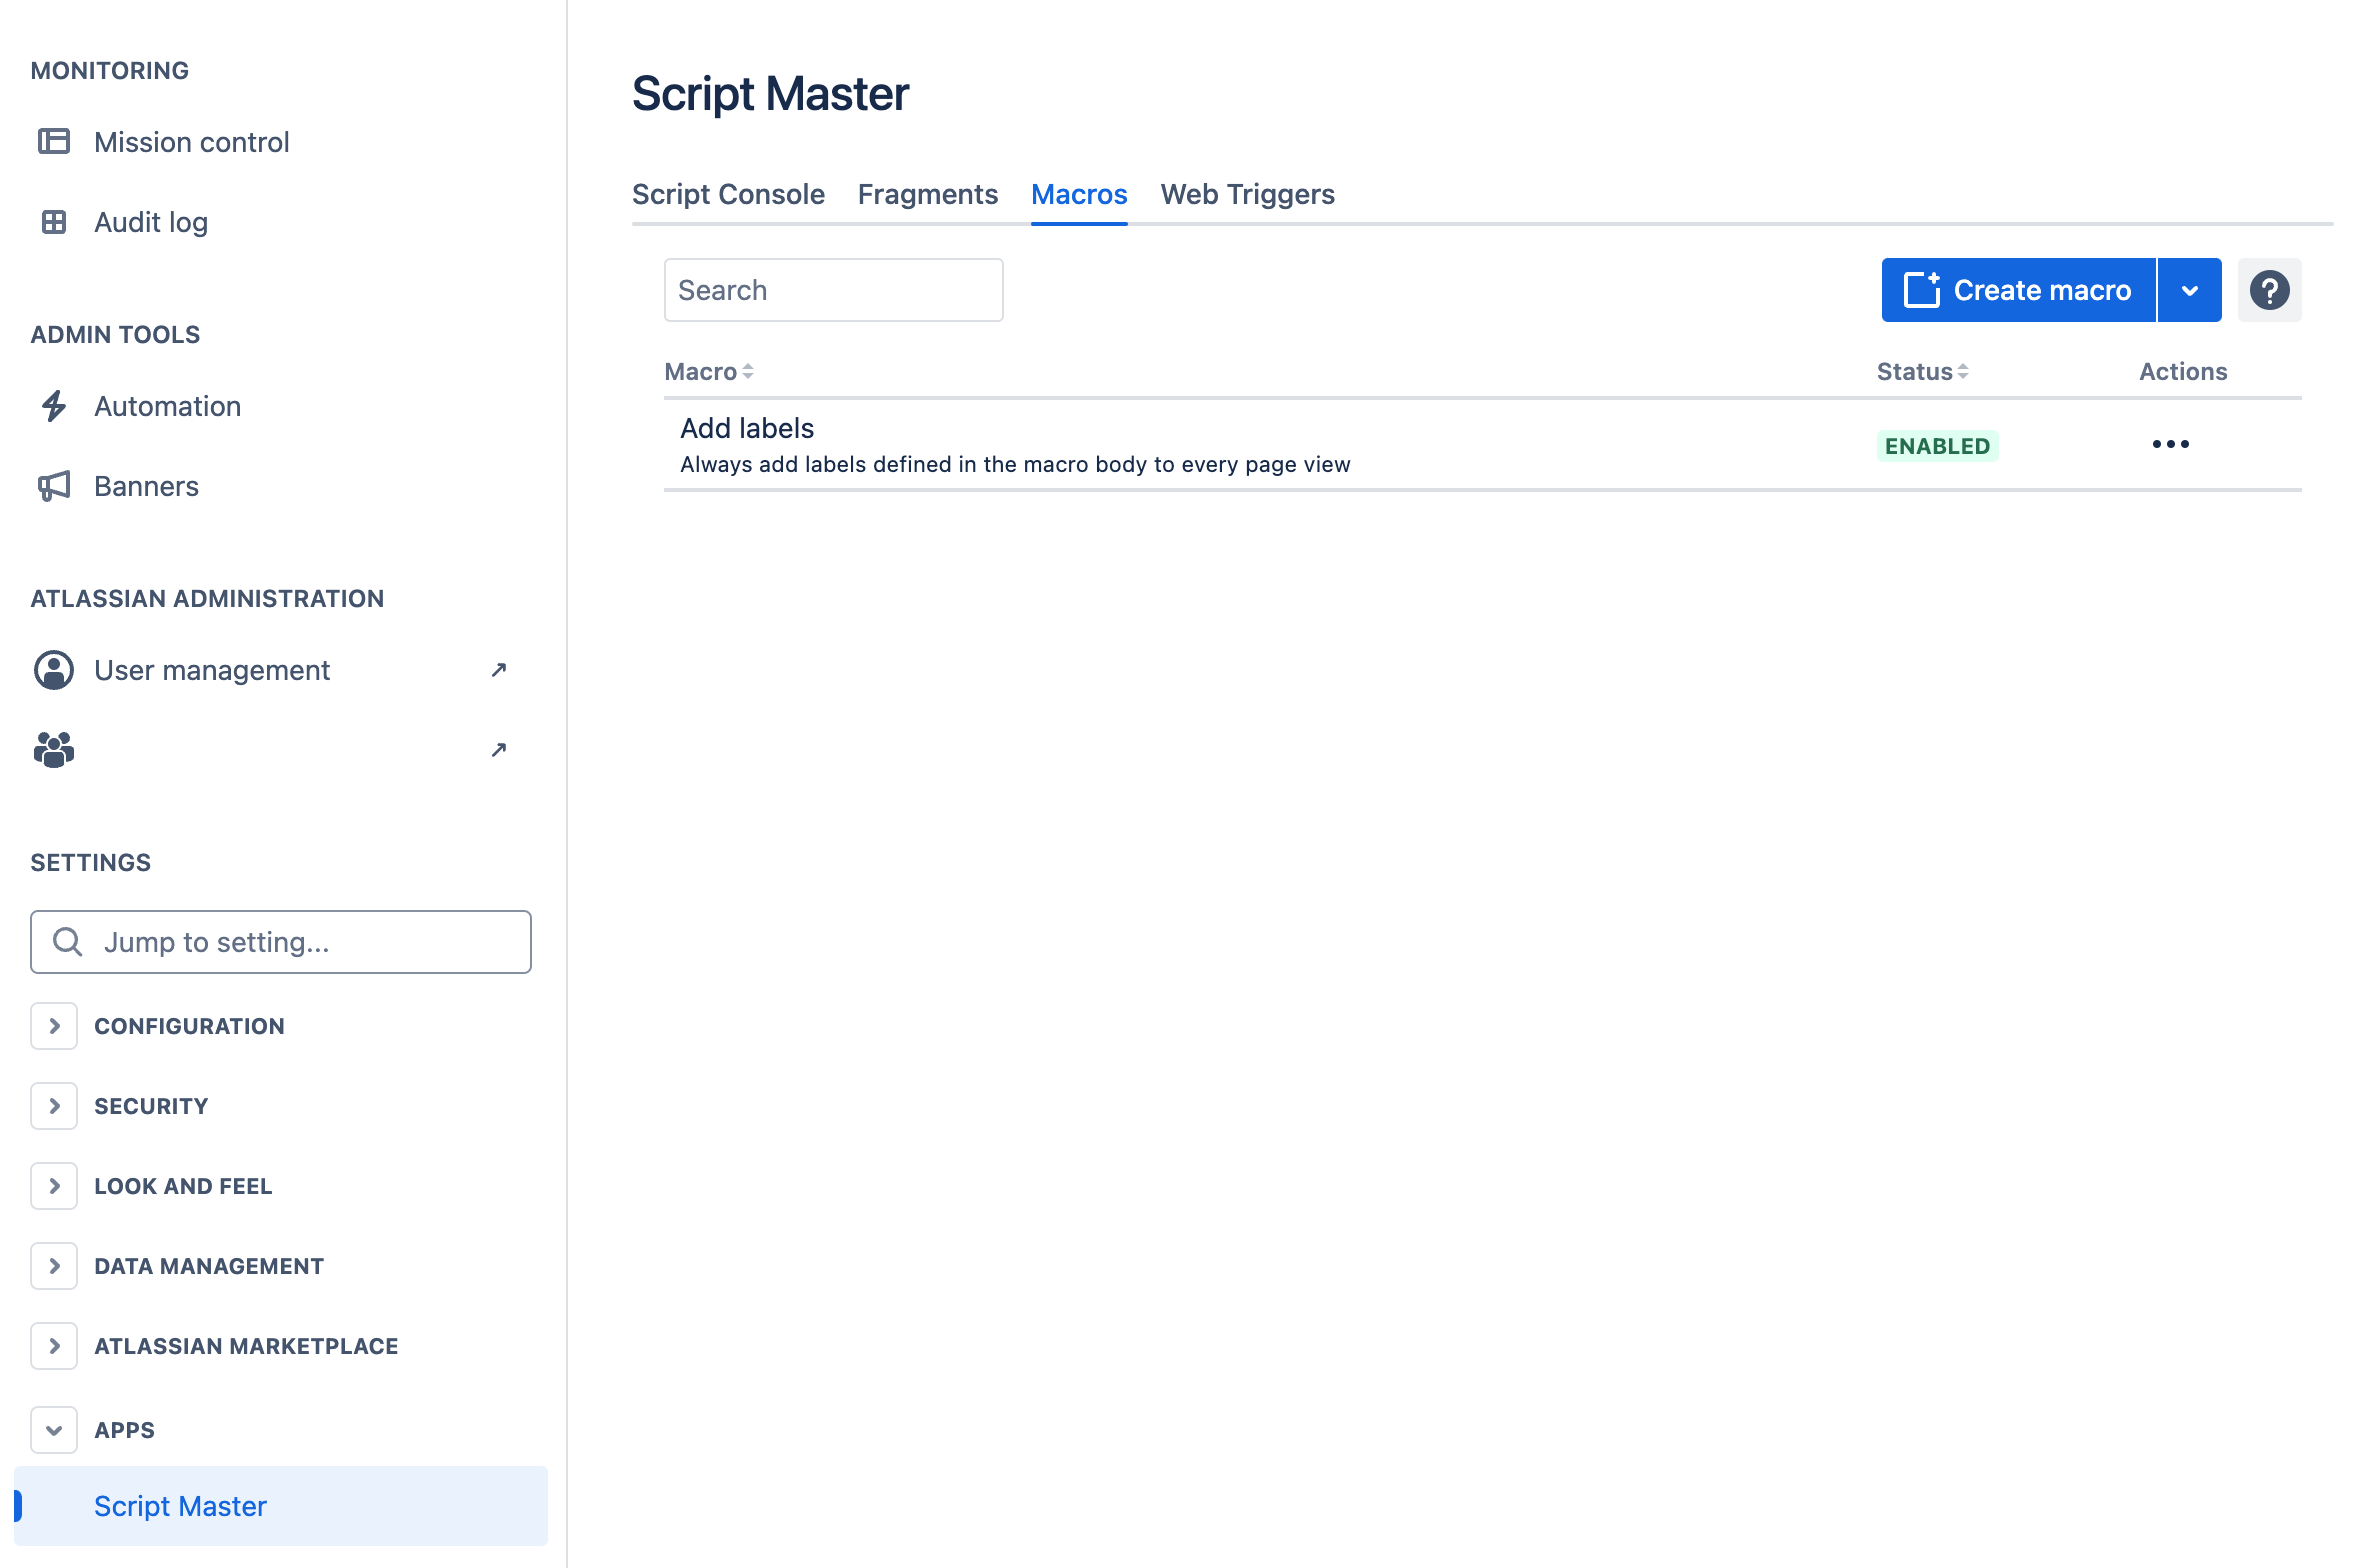 MONITORING
Mission control
Audit log
ADMIN TOOLS
Automation
Banners
ATLASSIAN ADMINISTRATION
User management
SETTINGS
Jump to setting...
CONFIGURATION
SECURITY
LOOK AND FEEL
DATA MANAGEMENT
ATLASSIAN MARKETPLACE
APPS
Script Master
Script Master
Script Console Fragments Macros Web Triggers
Search
Create macro
Macro Status Actions
Add labels
Always add labels defined in the macro body to every page view
ENABLED